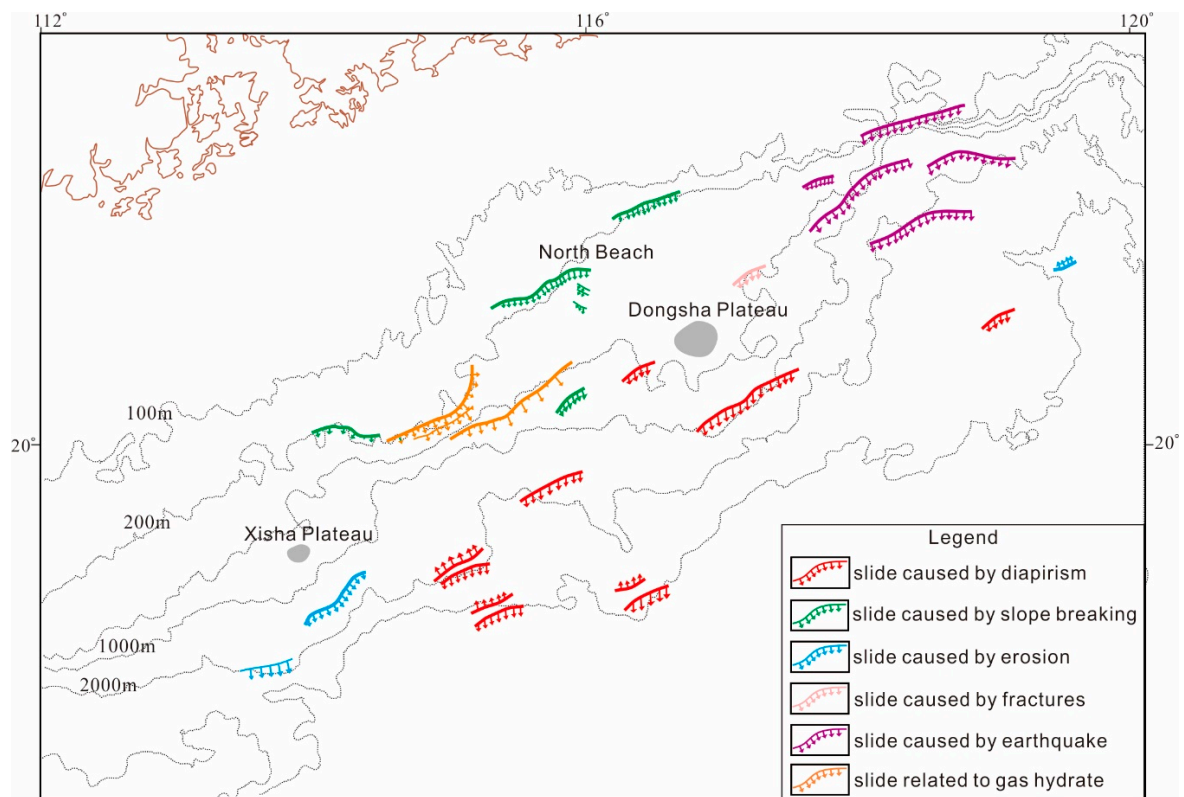 112°
116°
120°
North Beach
Dongsha Plateau
100m
20°
20°
200m
Xisha Plateau
1000m
2000m
Legend
slide caused by diapirism
slide caused by slope breaking
slide caused by erosion
slide caused by fractures
slide caused by earthquake
slide related to gas hydrate